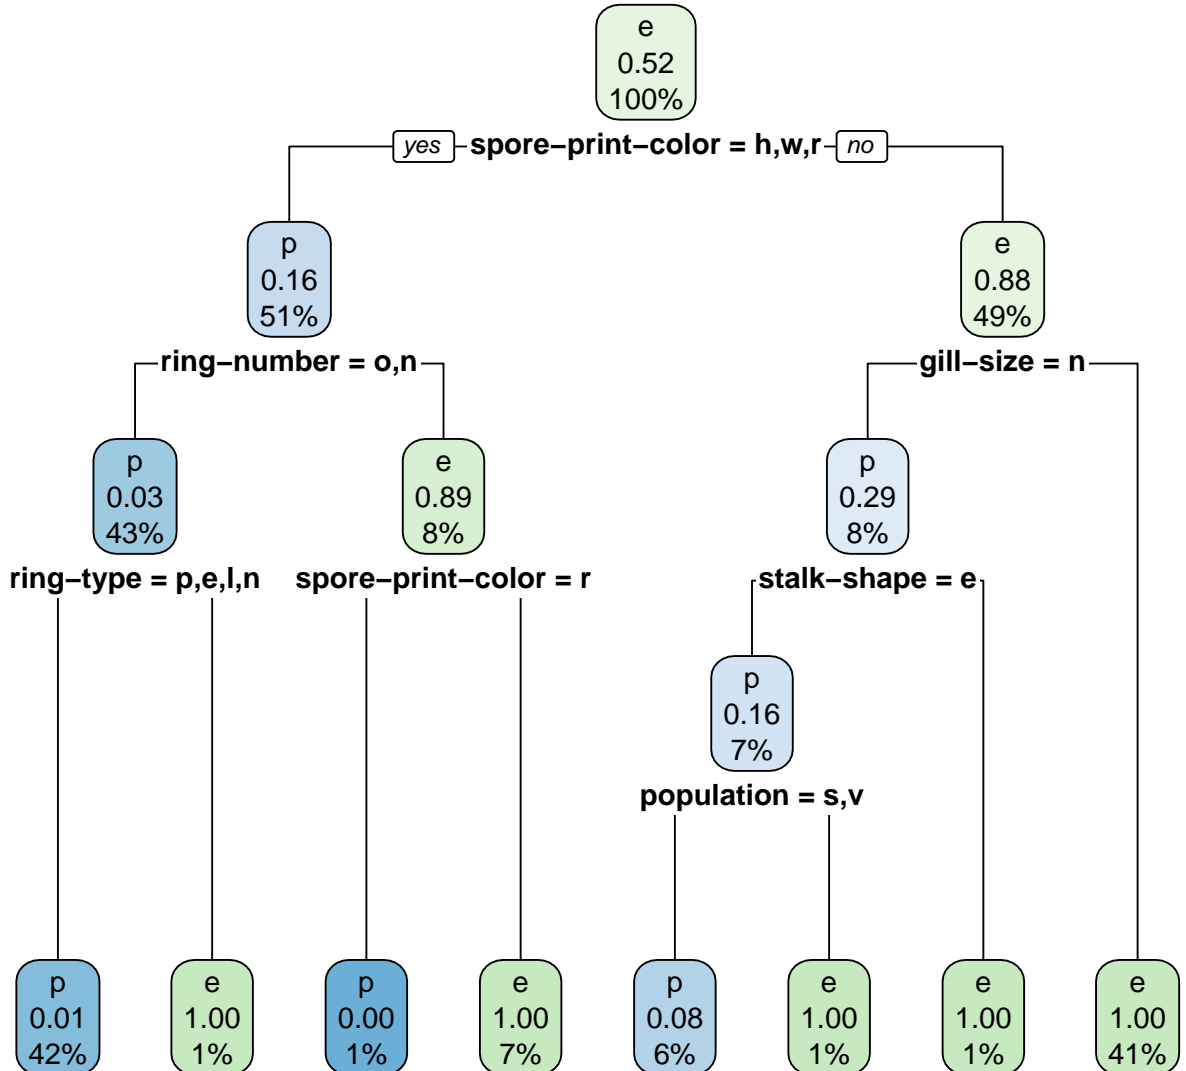 e
0.52
100%
yes spore−print−color = h,w,r no
p
0.16
51%
e
0.88
49%
ring−number = o,n
gill−size = n
p
0.03
43%
e
0.89
8%
p
0.29
8%
ring−type = p,e,l,n
spore−print−color = r
stalk−shape = e
p
0.16
7%
population = s,v
p
0.01
42%
e
1.00
1%
p
0.00
1%
e
1.00
7%
p
0.08
6%
e
1.00
1%
e
1.00
1%
e
1.00
41%